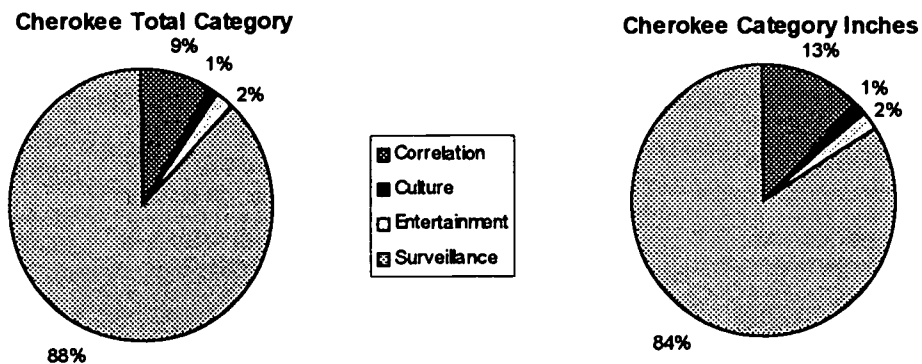 Cherokee Total Category
9%
1%
2%
88%
Correlation
Culture
Entertainment
Surveillance
Cherokee Category Inches
13%
1%
2%
84%